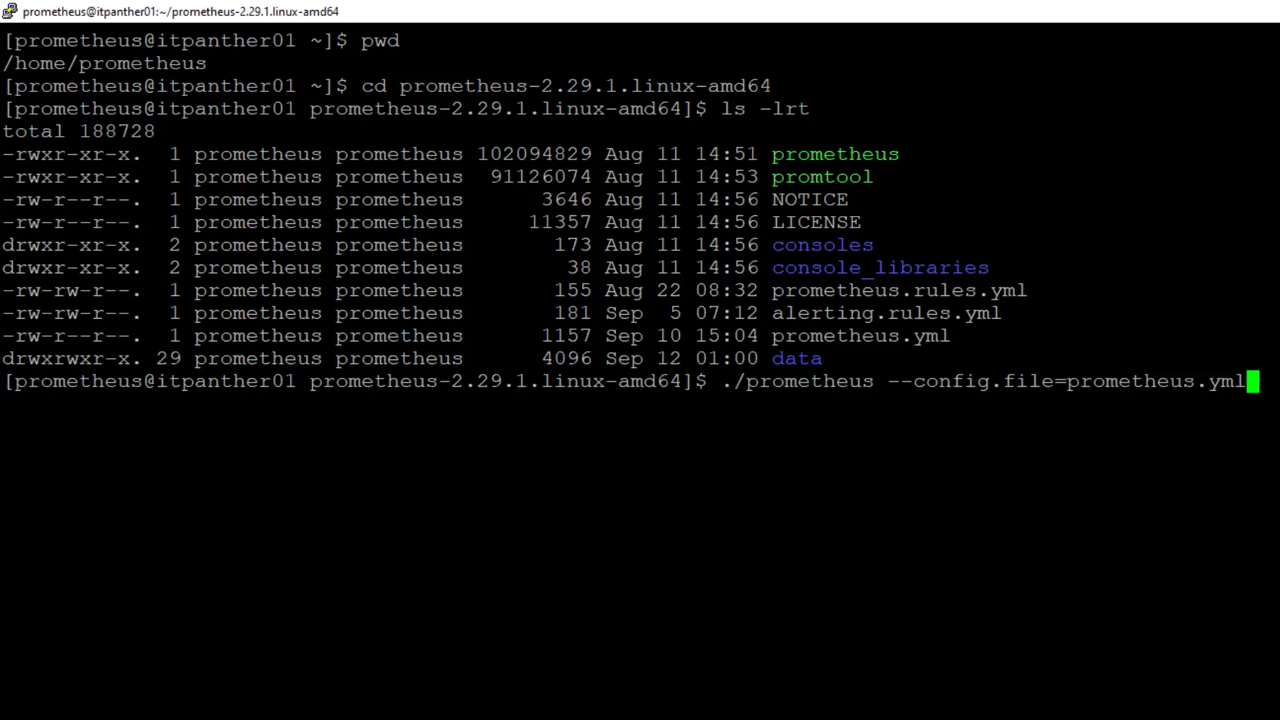 prometheus@itpanther01:~/prometheus-2.29.1.linux-amd64
[prometheus@itpanther01 ~]$ pwd
/home/prometheus
[prometheus@itpanther01 ~]$ cd prometheus-2.29.1.linux-amd64
[prometheus@itpanther01 prometheus-2.29.1.linux-amd64]$ ls -lrt
total 188728
-rwxr-xr-x.  1 prometheus prometheus 102094829 Aug 11 14:51 prometheus
-rwxr-xr-x.  1 prometheus prometheus  91126074 Aug 11 14:53 promtool
-rw-r--r--.  1 prometheus prometheus      3646 Aug 11 14:56 NOTICE
-rw-r--r--.  1 prometheus prometheus     11357 Aug 11 14:56 LICENSE
drwxr-xr-x.  2 prometheus prometheus       173 Aug 11 14:56 consoles
drwxr-xr-x.  2 prometheus prometheus        38 Aug 11 14:56 console_libraries
-rw-rw-r--.  1 prometheus prometheus       155 Aug 22 08:32 prometheus.rules.yml
-rw-rw-r--.  1 prometheus prometheus       181 Sep  5 07:12 alerting.rules.yml
-rw-r--r--.  1 prometheus prometheus      1157 Sep 10 15:04 prometheus.yml
drwxrwxr-x. 29 prometheus prometheus      4096 Sep 12 01:00 data
[prometheus@itpanther01 prometheus-2.29.1.linux-amd64]$ ./prometheus --config.file=prometheus.yml